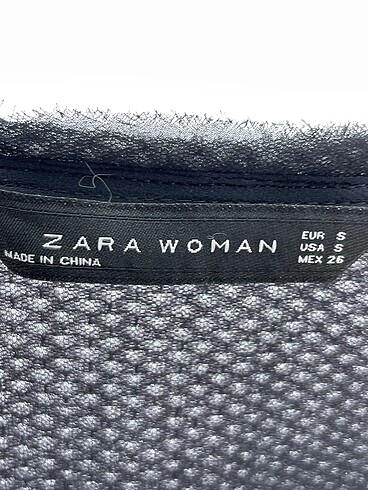 ZARA WOMAN
MADE IN CHINA
EUR S
USA S
MEX 26